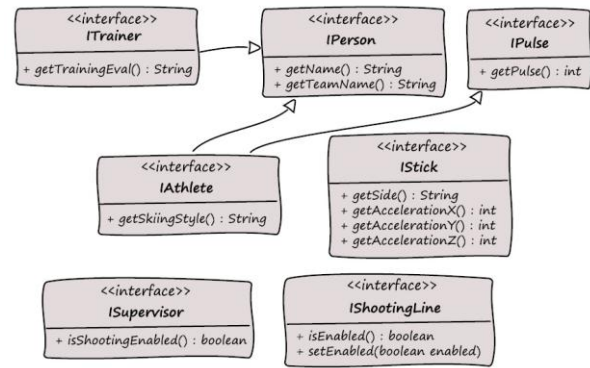 <<interface>>
ITrainer
+ getTrainingEval() : String
<<interface>>
IPerson
+ getName() : String
+ getTeamName() : String
<<interface>>
IPulse
+ getPulse() : int
<<interface>>
IAthlete
+ getSkiingStyle() : String
<<interface>>
IStick
+ getSide() : String
+ getAccelerationX() : int
+ getAccelerationY() : int
+ getAccelerationZ() : int
<<interface>>
ISupervisor
+ isShootingEnabled() : boolean
<<interface>>
IShootingLine
+ isEnabled() : boolean
+ setEnabled(boolean enabled)